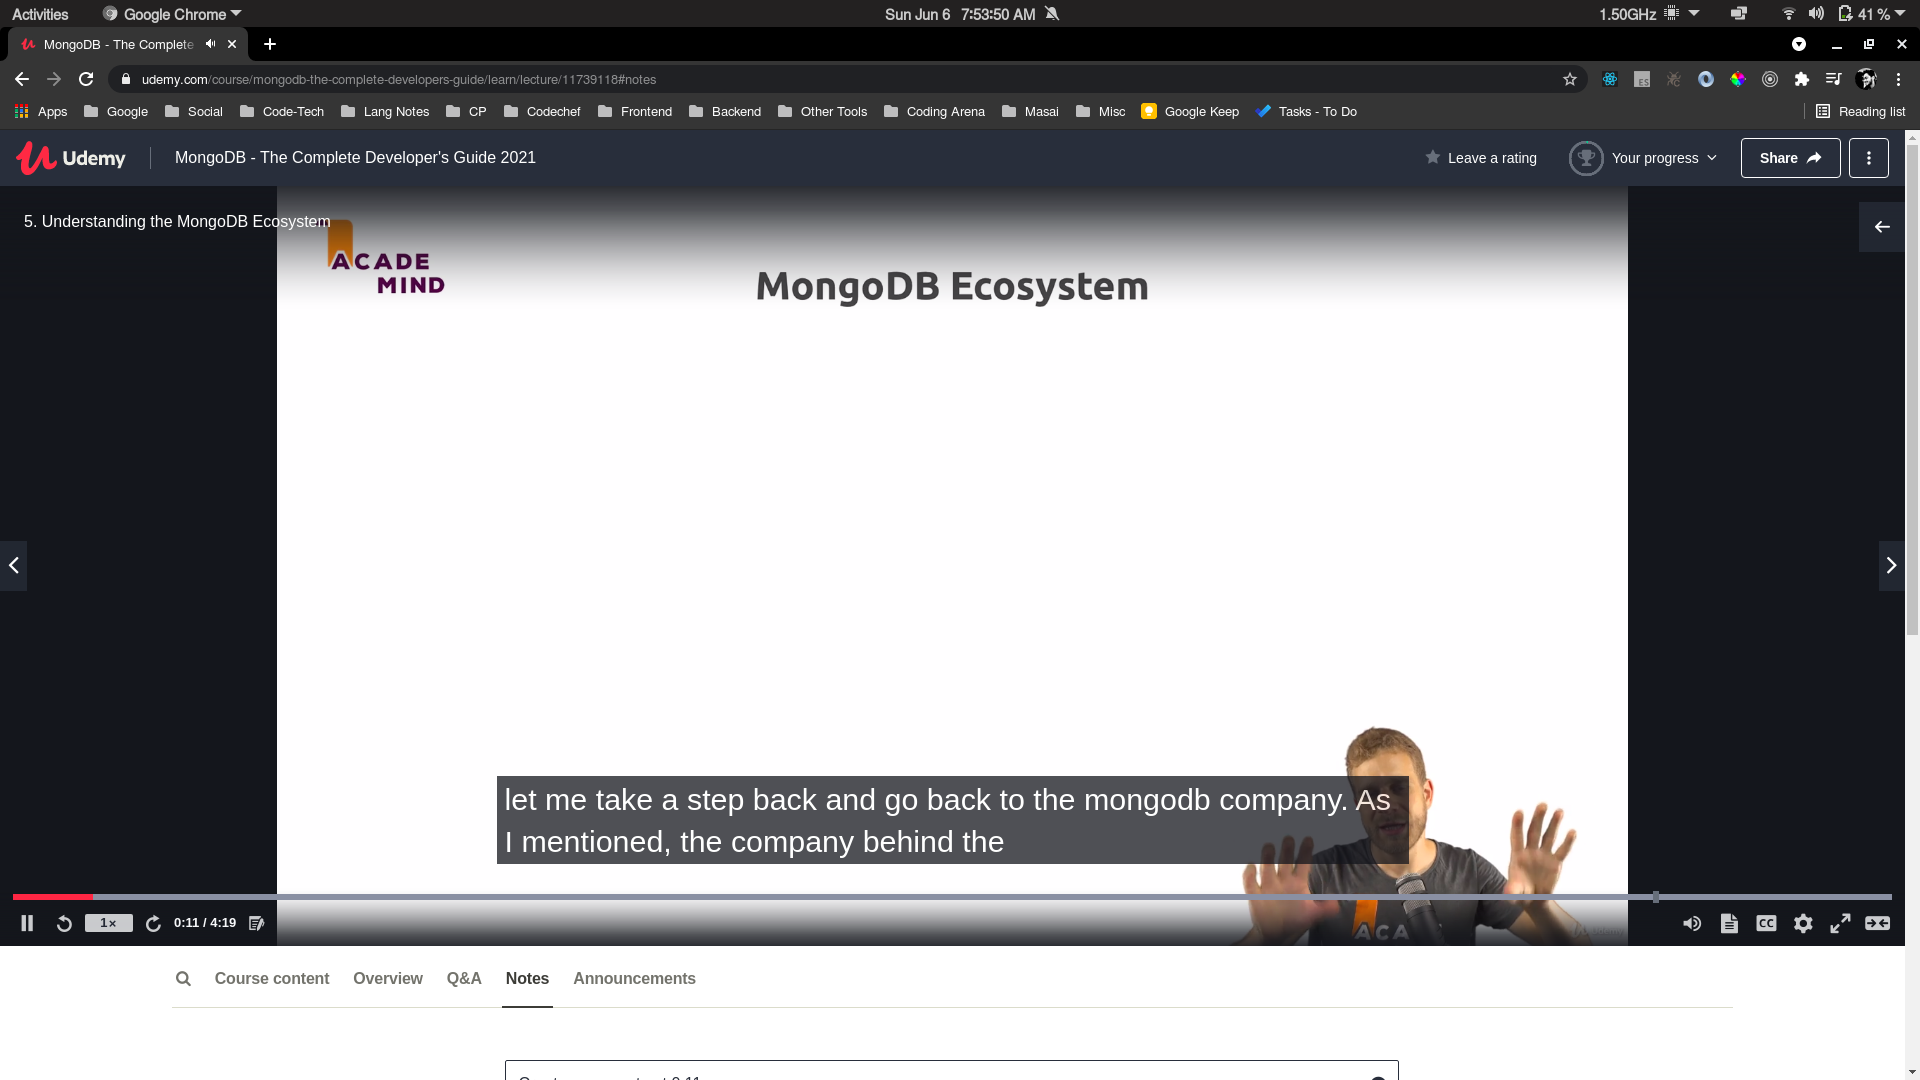 Activities Google Chrome Sun Jun 6 7:53:50 AM 1.50GHz 41 %
MongoDB - The Complete
udemy.com/course/mongodb-the-complete-developers-guide/learn/lecture/11739118#notes
Apps Google Social Code-Tech Lang Notes CP Codechef Frontend Backend Other Tools Coding Arena Masai Misc Google Keep Tasks - To Do Reading list
Udemy MongoDB - The Complete Developer's Guide 2021 Leave a rating Your progress Share
5. Understanding the MongoDB Ecosystem
ACADE
MIND
MongoDB Ecosystem
let me take a step back and go back to the mongodb company. As
I mentioned, the company behind the
1× 0:11 / 4:19 ACA CC
Course content Overview Q&A Notes Announcements